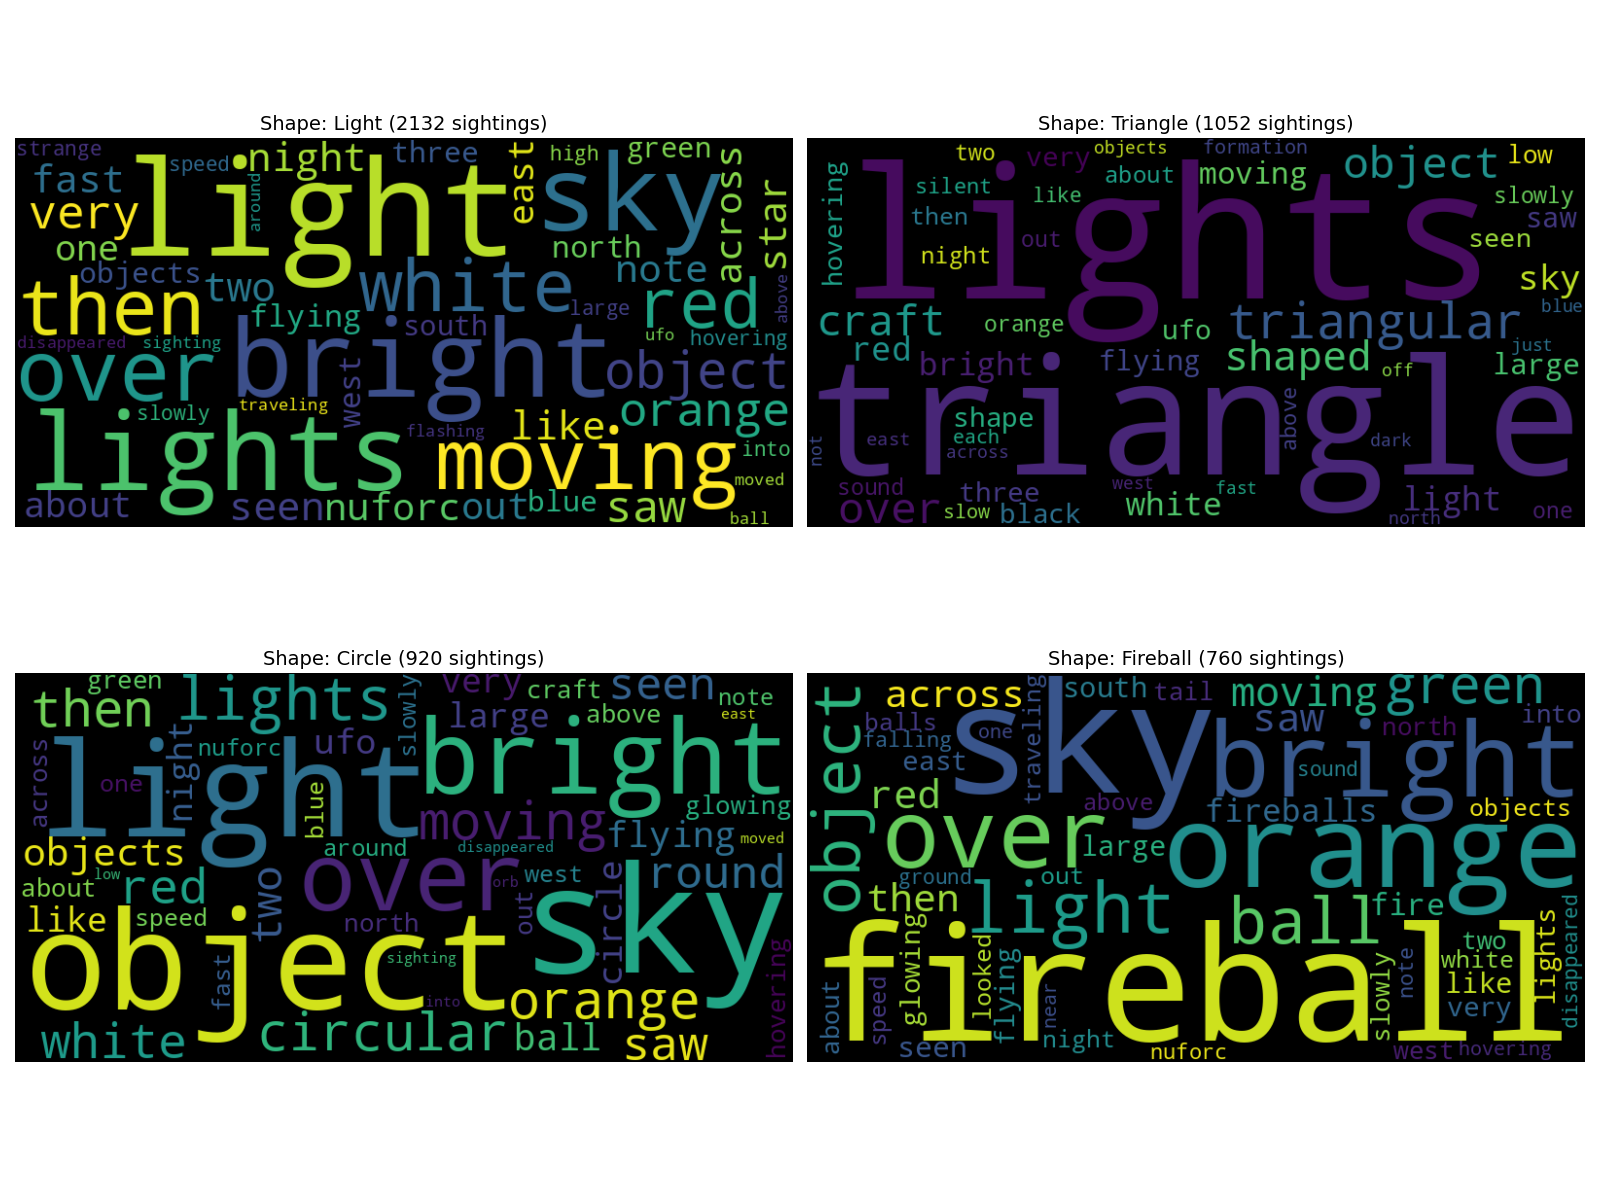 Shape: Light (2132 sightings)
strange
speed
night
three
east
high
green
fast
light
around
sky
across
star
very
one
north
objects
two
white
note
then
flying
south
large
red
above
disappeared
sighting
ufo
hovering
over
bright
west
object
slowly
traveling
lights
flashing
like
orange
moving
into
moved
about
seen
nuforc
out
blue
saw
ball
Shape: Triangle (1052 sightings)
two
very
objects
formation
object
low
hovering
silent
like
about
moving
slowly
then
lights
saw
night
out
seen
sky
craft
orange
ufo
triangular
blue
red
bright
flying
shaped
off
just
large
triangle
shape
each
across
above
dark
not
east
sound
three
west
fast
light
over
slow
black
white
north
one
Shape: Circle (920 sightings)
green
lights
slowly
very
craft
seen
note
then
large
above
east
across
night
nuforc
ufo
bright
light
one
blue
moving
glowing
objects
around
disappeared
flying
moved
about
low
red
two
over
orb
west
circle
round
like
speed
north
out
sky
object
fast
sighting
into
orange
hovering
white
circular
ball
saw
Shape: Fireball (760 sightings)
object
across
traveling
south
tail
moving
green
balls
one
sky
saw
north
into
falling
east
bright
sound
red
above
fireballs
objects
over
large
orange
ground
out
then
light
ball
fire
disappeared
glowing
looked
fireball
two
lights
about
speed
flying
near
slowly
note
white
like
very
seen
night
nuforc
west
hovering